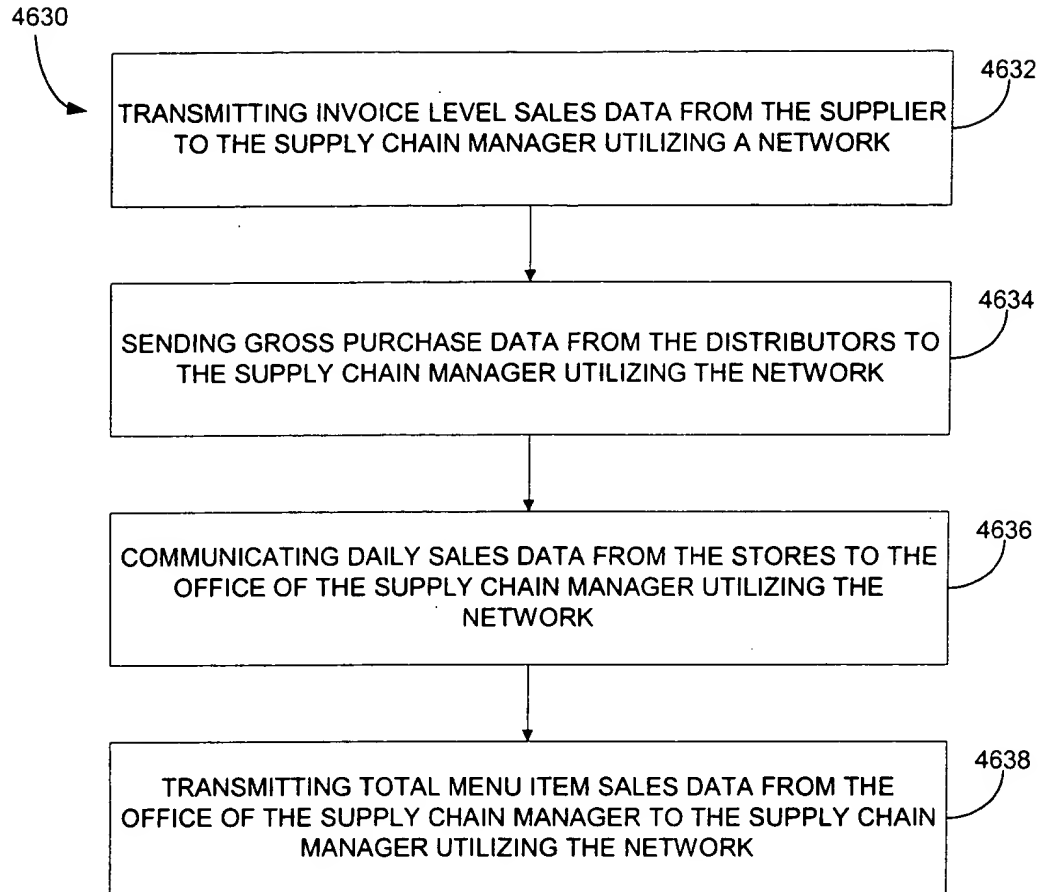 4630
4632
TRANSMITTING INVOICE LEVEL SALES DATA FROM THE SUPPLIER
TO THE SUPPLY CHAIN MANAGER UTILIZING A NETWORK
4634
SENDING GROSS PURCHASE DATA FROM THE DISTRIBUTORS TO
THE SUPPLY CHAIN MANAGER UTILIZING THE NETWORK
4636
COMMUNICATING DAILY SALES DATA FROM THE STORES TO THE
OFFICE OF THE SUPPLY CHAIN MANAGER UTILIZING THE
NETWORK
4638
TRANSMITTING TOTAL MENU ITEM SALES DATA FROM THE
OFFICE OF THE SUPPLY CHAIN MANAGER TO THE SUPPLY CHAIN
MANAGER UTILIZING THE NETWORK